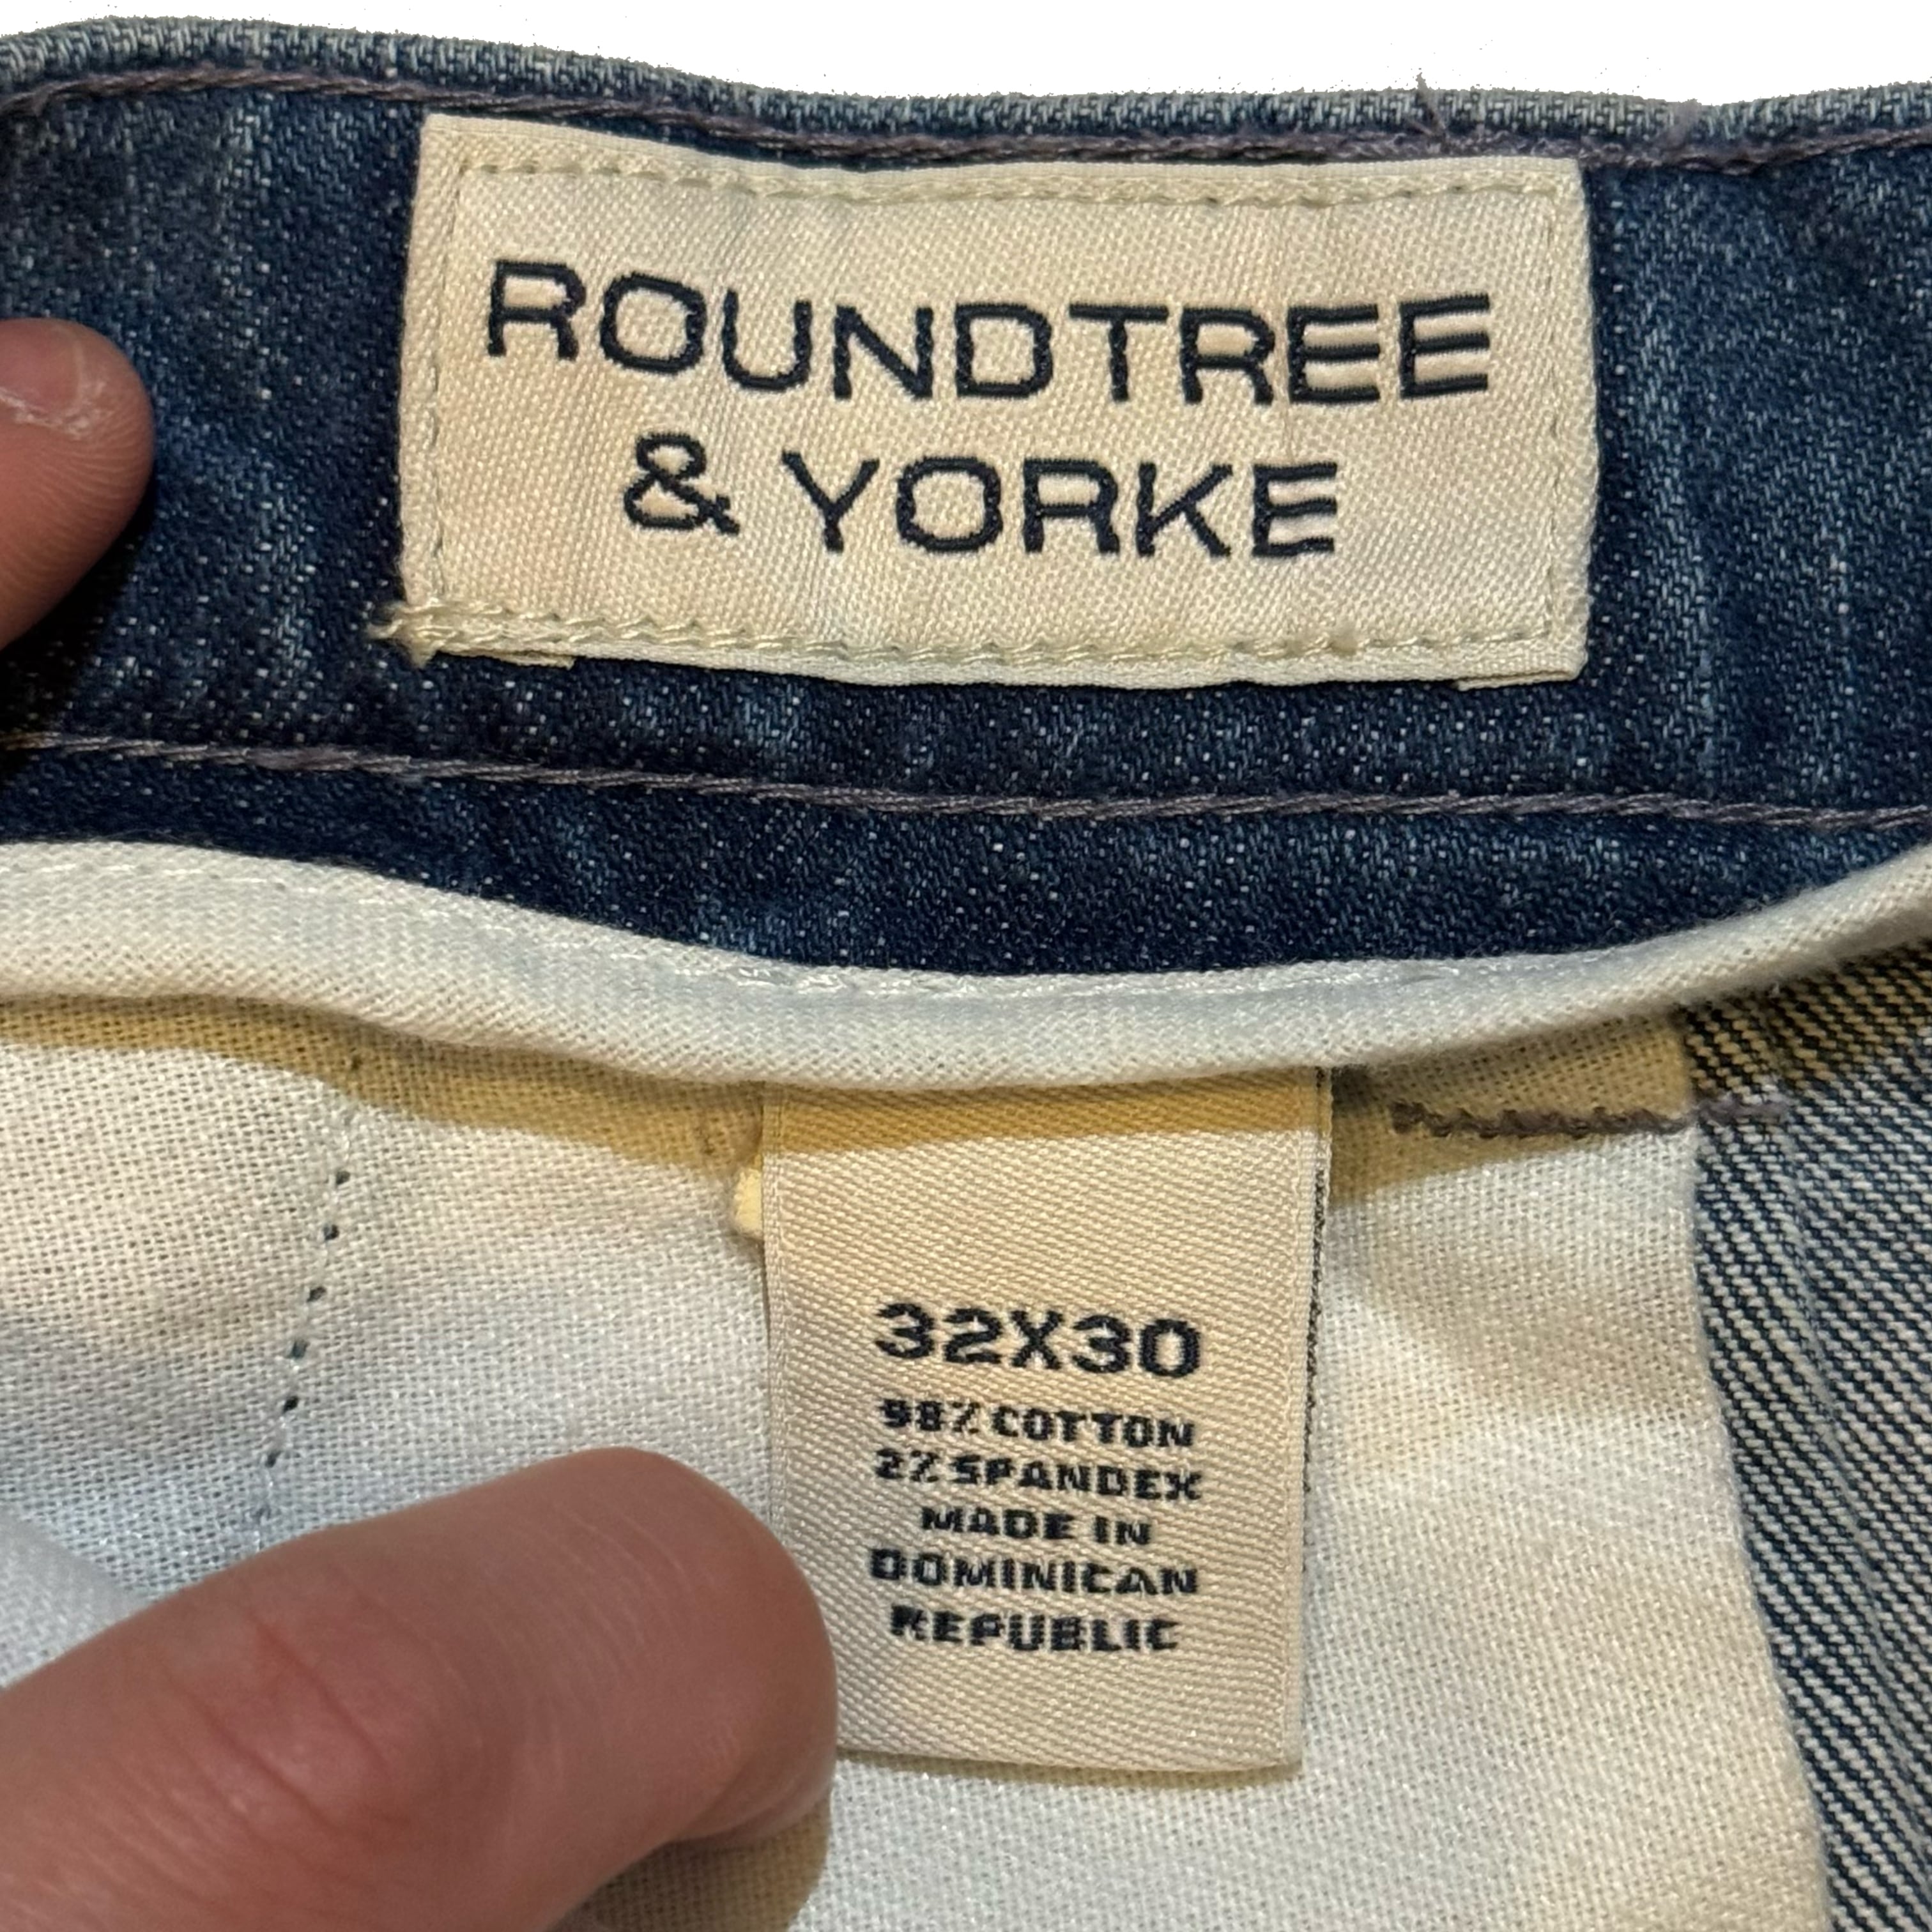 ROUNDTREE
& YORKE
32X30
98% COTTON
2% SPANDEX
MADE IN
DOMINICAN
REPUBLIC